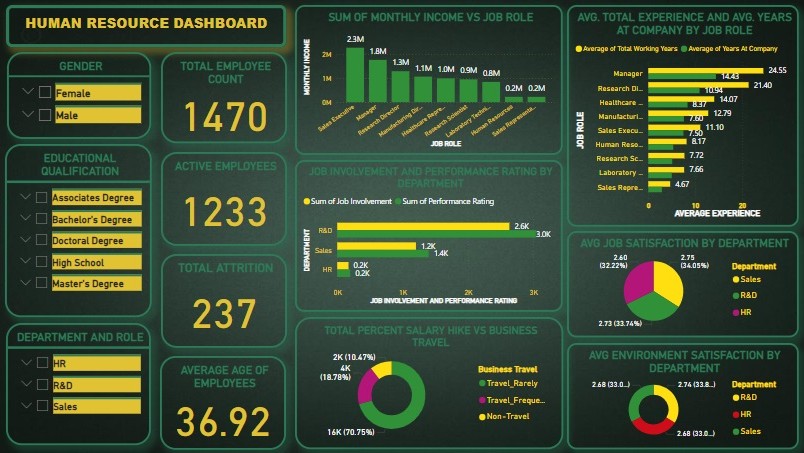 HUMAN RESOURCE DASHBOARD
GENDER
Female
Male
EDUCATIONAL
QUALIFICATION
Associates Degree
Bachelor's Degree
Doctoral Degree
High School
Master's Degree
DEPARTMENT AND ROLE
HR
R&D
Sales
TOTAL EMPLOYEE
COUNT
1470
ACTIVE EMPLOYEES
1233
TOTAL ATTRITION
237
AVERAGE AGE OF
EMPLOYEES
36.92
SUM OF MONTHLY INCOME VS JOB ROLE
MONTHLY INCOME
2M
1M
0M
2.3M
1.8M
1.3M
1.1M
1.0M
0.9M
0.8M
0.2M
0.2M
Sales Executive
Manager
Research Director
Manufacturing Dir...
Healthcare Repre...
Research Scientist
Laboratory Techni...
Human Resources
Sales Representa...
JOB ROLE
JOB INVOLVEMENT AND PERFORMANCE RATING BY
DEPARTMENT
Sum of Job Involvement
Sum of Performance Rating
DEPARTMENT
R&D
2.6K
3.0K
Sales
1.2K
1.4K
HR
0.2K
0.2K
0K
1K
2K
3K
JOB INVOLVEMENT AND PERFORMANCE RATING
TOTAL PERCENT SALARY HIKE VS BUSINESS
TRAVEL
2K (10.47%)
4K
(18.78%)
16K (70.75%)
Business Travel
Travel_Rarely
Travel_Freque...
Non-Travel
AVG. TOTAL EXPERIENCE AND AVG. YEARS
AT COMPANY BY JOB ROLE
Average of Total Working Years
Average of Years At Company
JOB ROLE
Manager
24.55
14.43
Research Di...
21.40
10.94
Healthcare ...
14.07
8.37
Manufacturi...
12.79
7.60
Sales Execu...
11.10
7.50
Human Reso...
8.17
Research Sc...
7.72
Laboratory ...
7.66
Sales Repre...
4.67
0
10
20
AVERAGE EXPERIENCE
AVG JOB SATISFACTION BY DEPARTMENT
2.60
(32.22%)
2.75
(34.05%)
2.73 (33.74%)
Department
Sales
R&D
HR
AVG ENVIRONMENT SATISFACTION BY
DEPARTMENT
2.68 (33.0...)
2.74 (33.8...)
2.68 (33.0...)
Department
R&D
HR
Sales